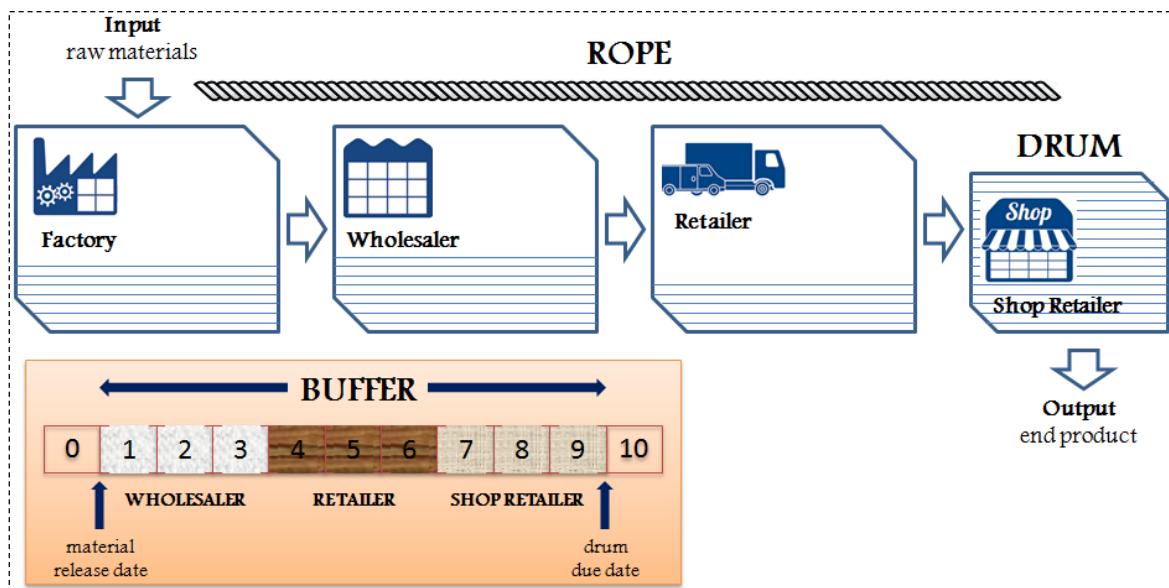 Input
raw materials
ROPE
DRUM
Factory
Wholesaler
Retailer
Shop
Shop Retailer
BUFFER
0 1 2 3 4 5 6 7 8 9 10
WHOLESALER RETAILER SHOP RETAILER
material
release date
drum
due date
Output
end product